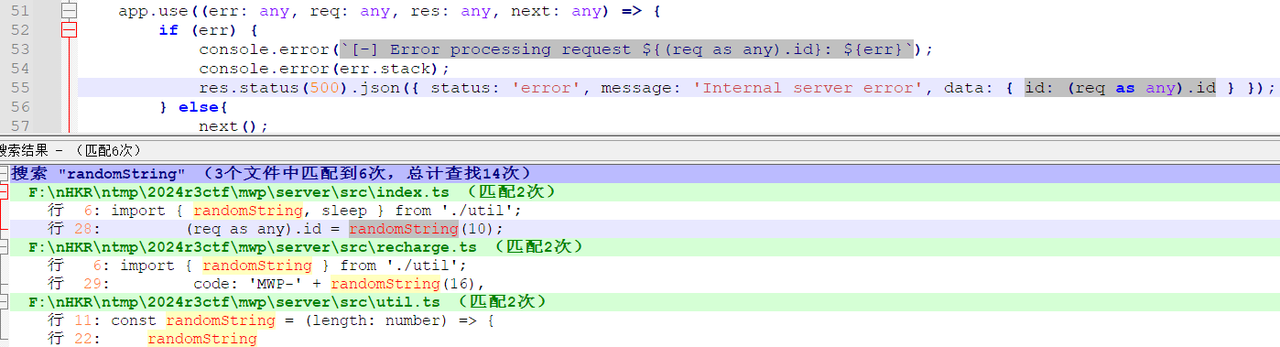 51 app.use((err: any, req: any, res: any, next: any) => {
52 if (err) {
53 console.error(`[-] Error processing request ${(req as any).id}: ${err}`);
54 console.error(err.stack);
55 res.status(500).json({ status: 'error', message: 'Internal server error', data: { id: (req as any).id } });
56 } else{
57 next();
搜索结果 - （匹配6次）
搜索 "randomString" （3个文件中匹配到6次，总计查找14次）
F:\nHKR\ntmp\2024r3ctf\mwp\server\src\index.ts （匹配2次）
行 6: import { randomString, sleep } from './util';
行 28: (req as any).id = randomString(10);
F:\nHKR\ntmp\2024r3ctf\mwp\server\src\recharge.ts （匹配2次）
行 6: import { randomString } from './util';
行 29: code: 'MWP-' + randomString(16),
F:\nHKR\ntmp\2024r3ctf\mwp\server\src\util.ts （匹配2次）
行 11: const randomString = (length: number) => {
行 22: randomString